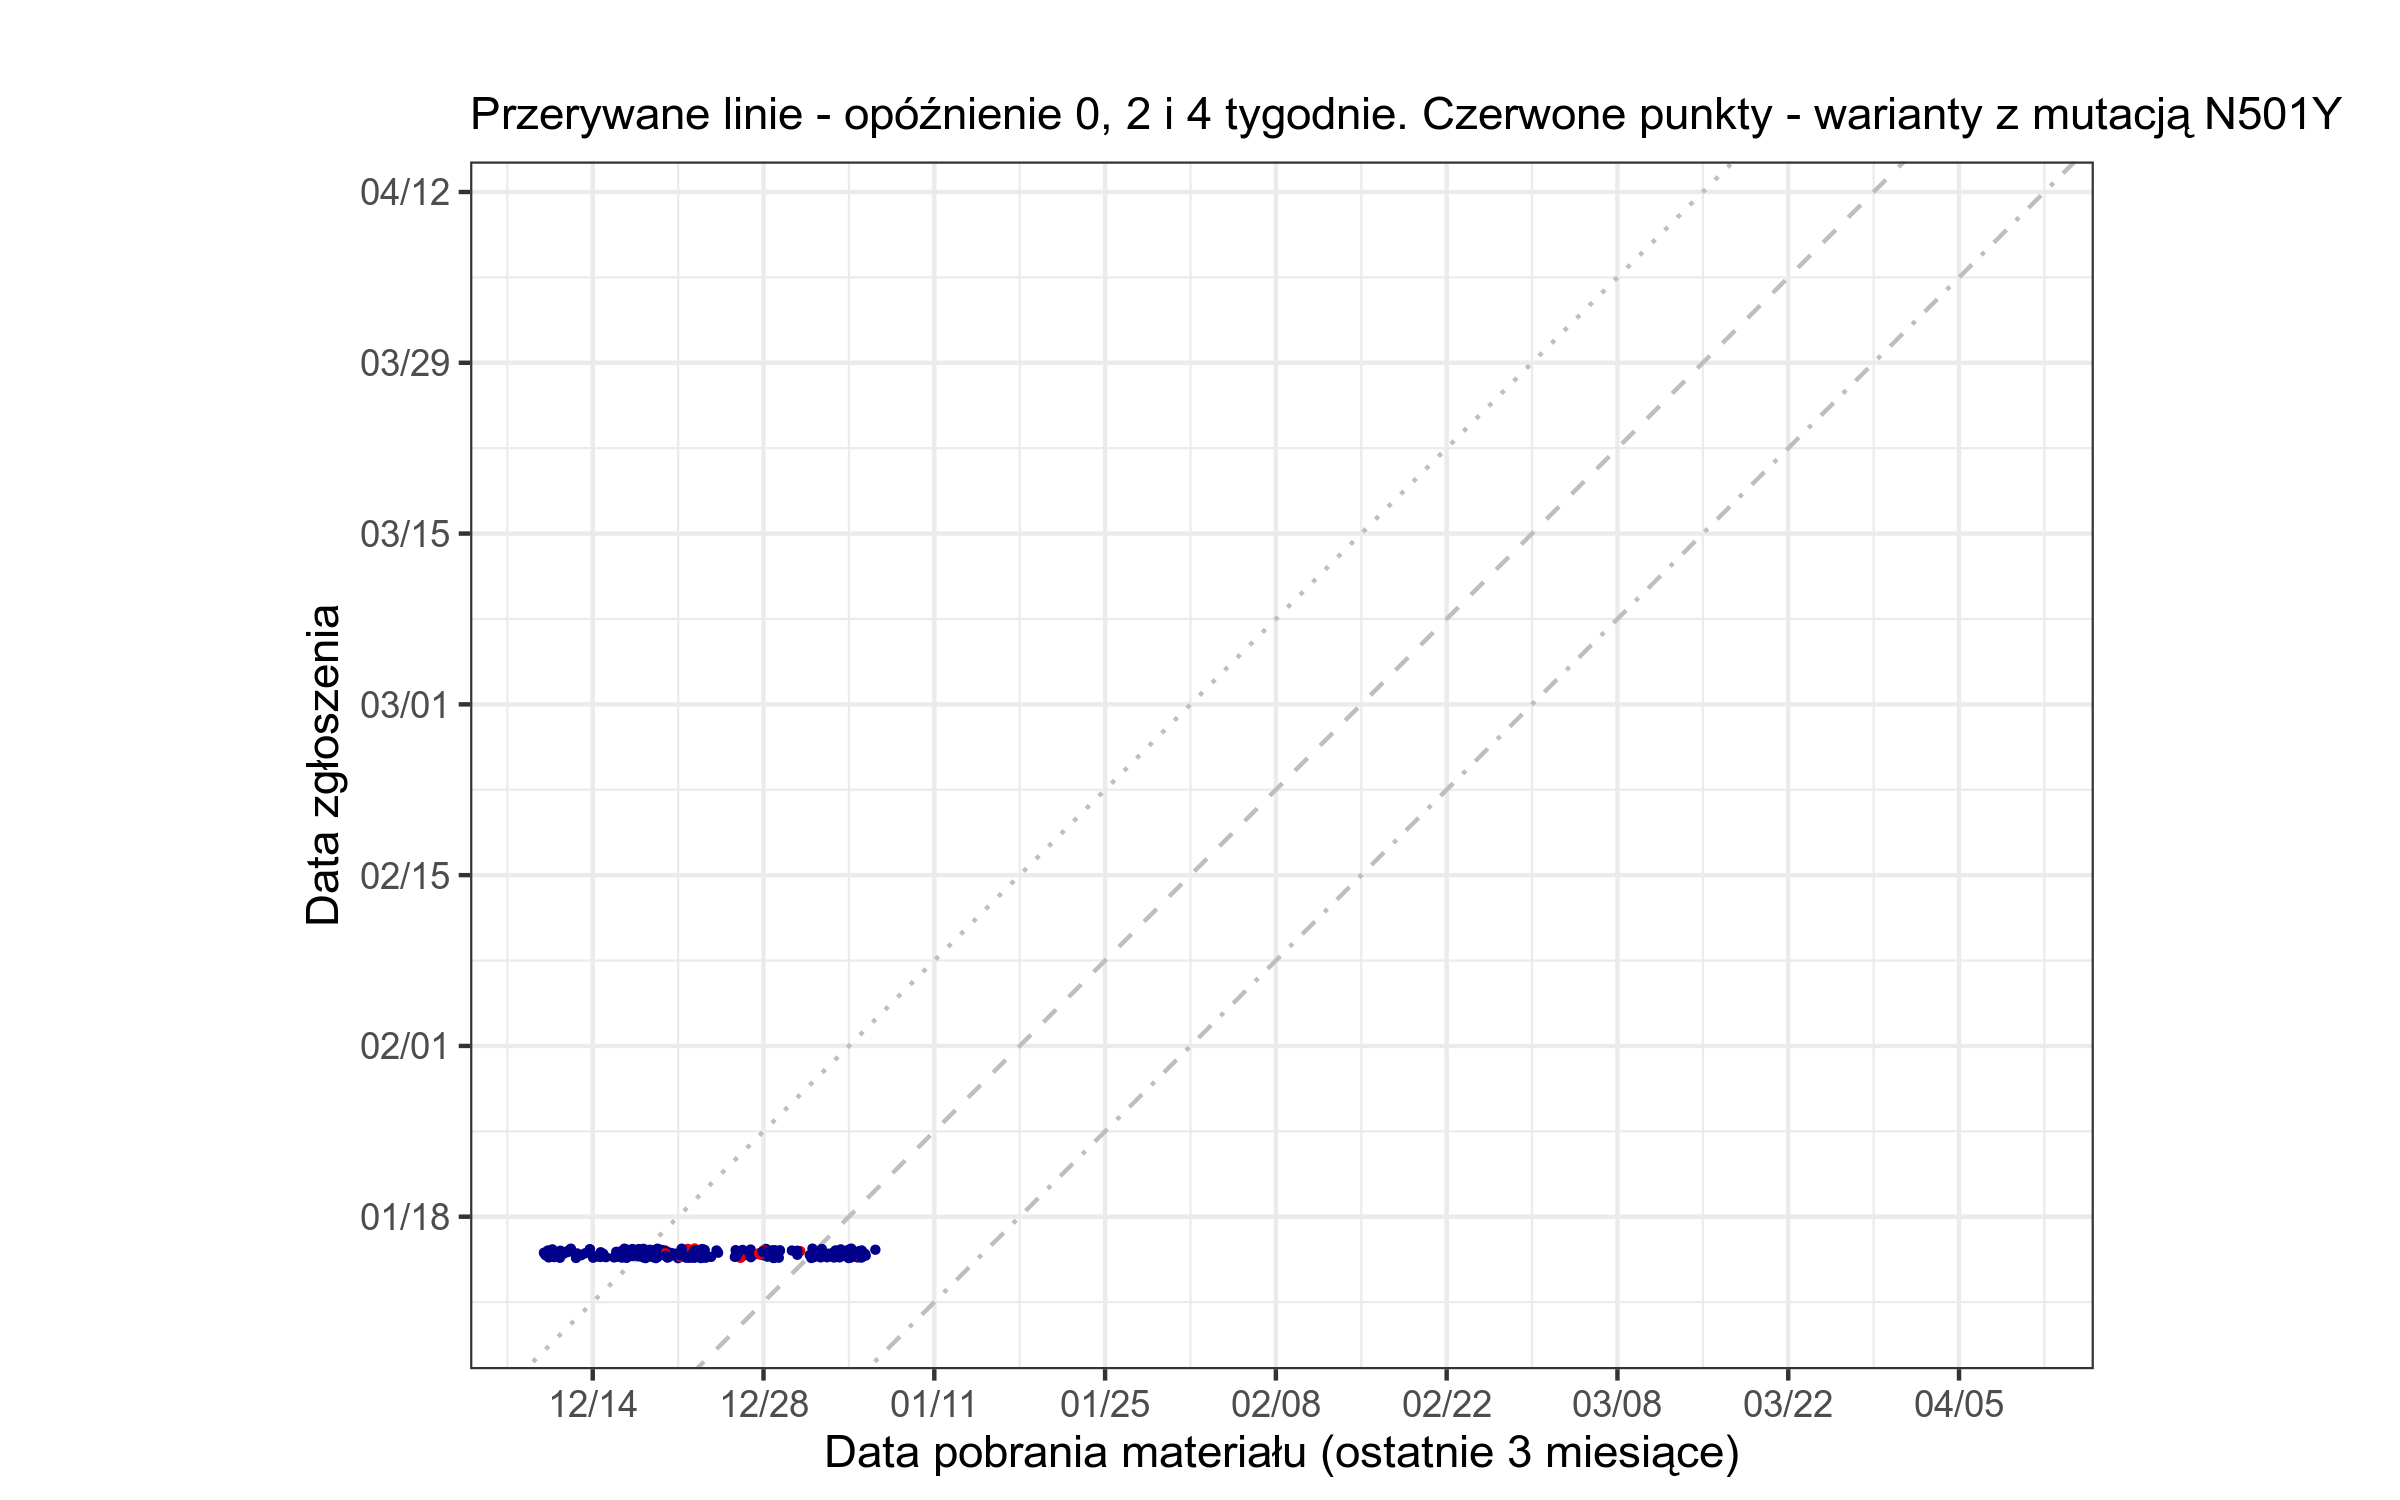 Przerywane linie - opóźnienie 0, 2 i 4 tygodnie. Czerwone punkty - warianty z mutacją N501Y
04/12
03/29
03/15
03/01
02/15
02/01
01/18
Data zgłoszenia
12/14 12/28 01/11 01/25 02/08 02/22 03/08 03/22 04/05
Data pobrania materiału (ostatnie 3 miesiące)